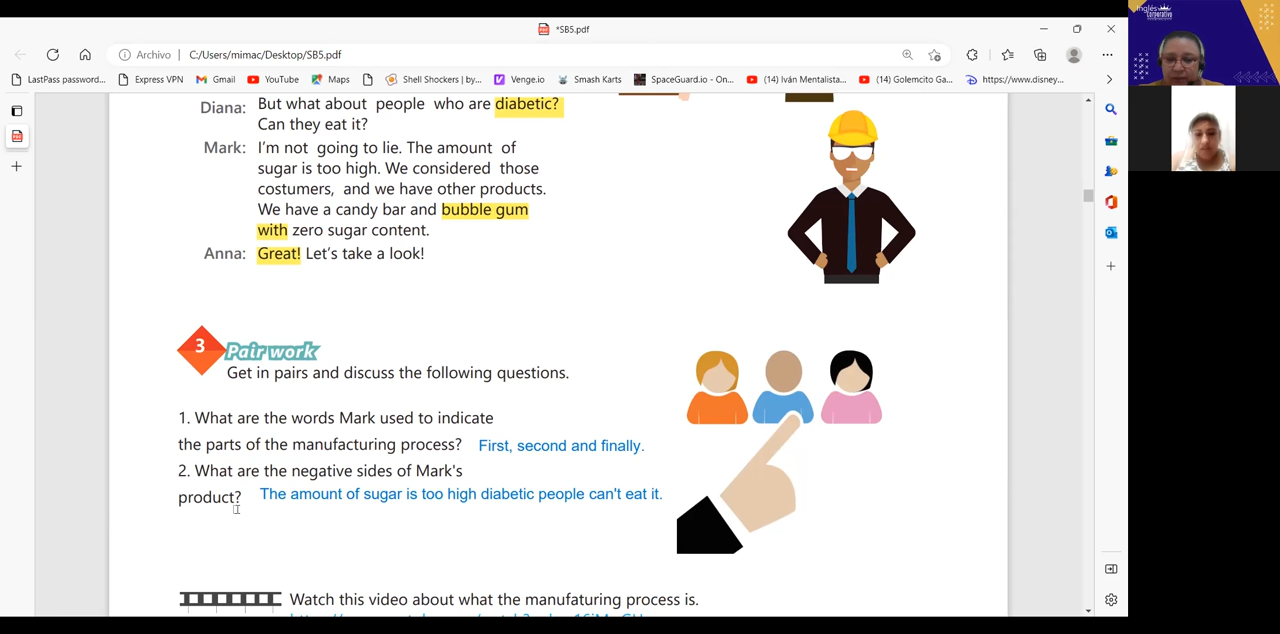 *SB5.pdf
Archivo | C:/Users/mimac/Desktop/SB5.pdf
LastPass password... Express VPN Gmail YouTube Maps Shell Shockers | by... Venge.io Smash Karts SpaceGuard.io - On... (14) Iván Mentalista... (14) Golemcito Ga... https://www.disney...
Diana: But what about people who are diabetic?
Can they eat it?
Mark: I'm not going to lie. The amount of
sugar is too high. We considered those
costumers, and we have other products.
We have a candy bar and bubble gum
with zero sugar content.
Anna: Great! Let's take a look!
3 Pair work
Get in pairs and discuss the following questions.
1. What are the words Mark used to indicate
the parts of the manufacturing process? First, second and finally.
2. What are the negative sides of Mark's
product? The amount of sugar is too high diabetic people can't eat it.
Watch this video about what the manufaturing process is.
Inglés
Corporativo